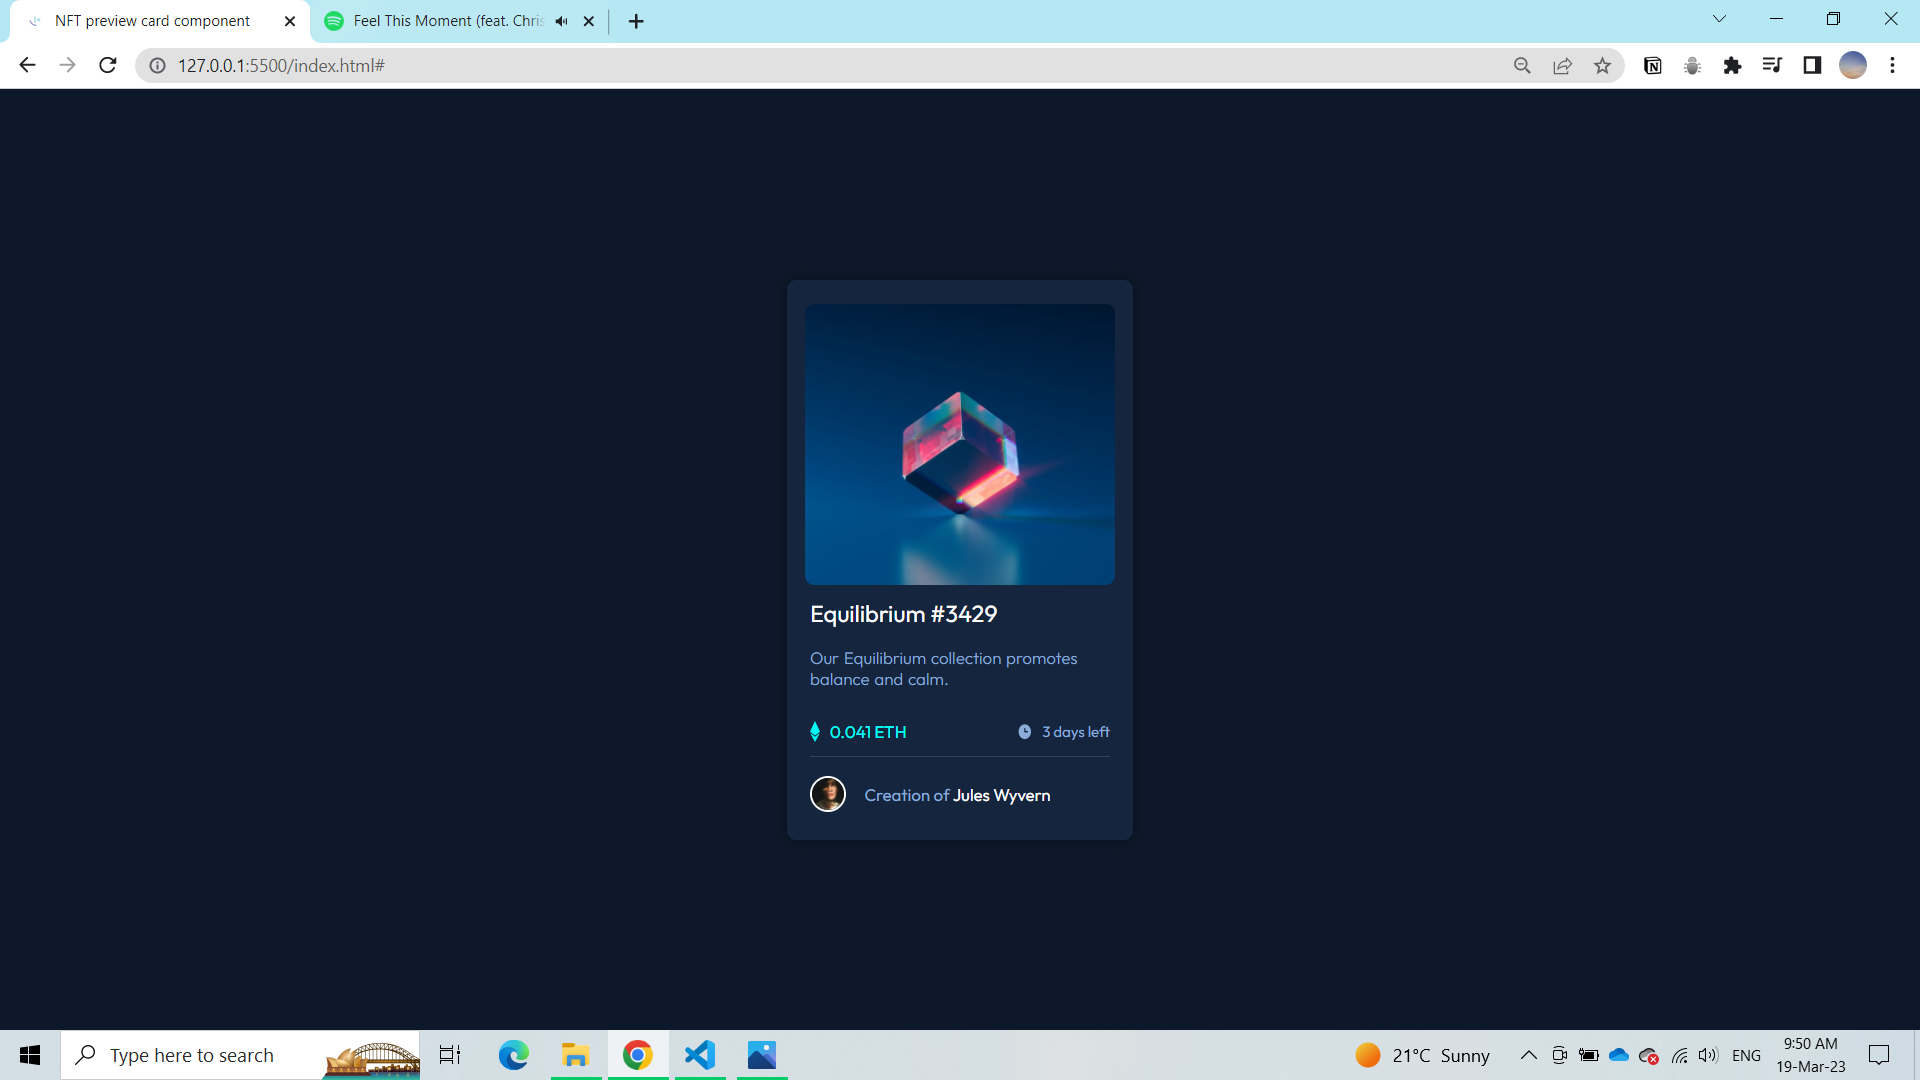 NFT preview card component
Feel This Moment (feat. Chris
127.0.0.1:5500/index.html#
Equilibrium #3429
Our Equilibrium collection promotes
balance and calm.
0.041 ETH
3 days left
Creation of Jules Wyvern
Type here to search
21°C Sunny
ENG
9:50 AM
19-Mar-23